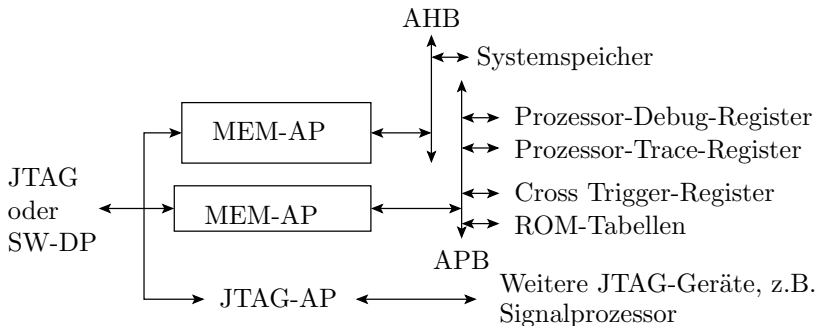 AHB
Systemspeicher
MEM-AP
Prozessor-Debug-Register
Prozessor-Trace-Register
JTAG
oder
SW-DP
MEM-AP
Cross Trigger-Register
ROM-Tabellen
APB
JTAG-AP
Weitere JTAG-Geräte, z.B.
Signalprozessor